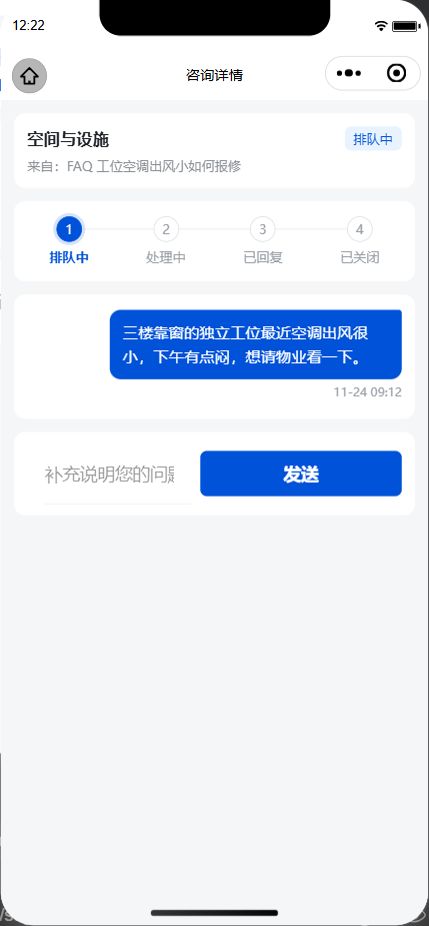 12:22
咨询详情
空间与设施
排队中
来自：FAQ 工位空调出风小如何报修
1
2
3
4
排队中
处理中
已回复
已关闭
三楼靠窗的独立工位最近空调出风很
小，下午有点闷，想请物业看一下。
11-24 09:12
补充说明您的问题
发送